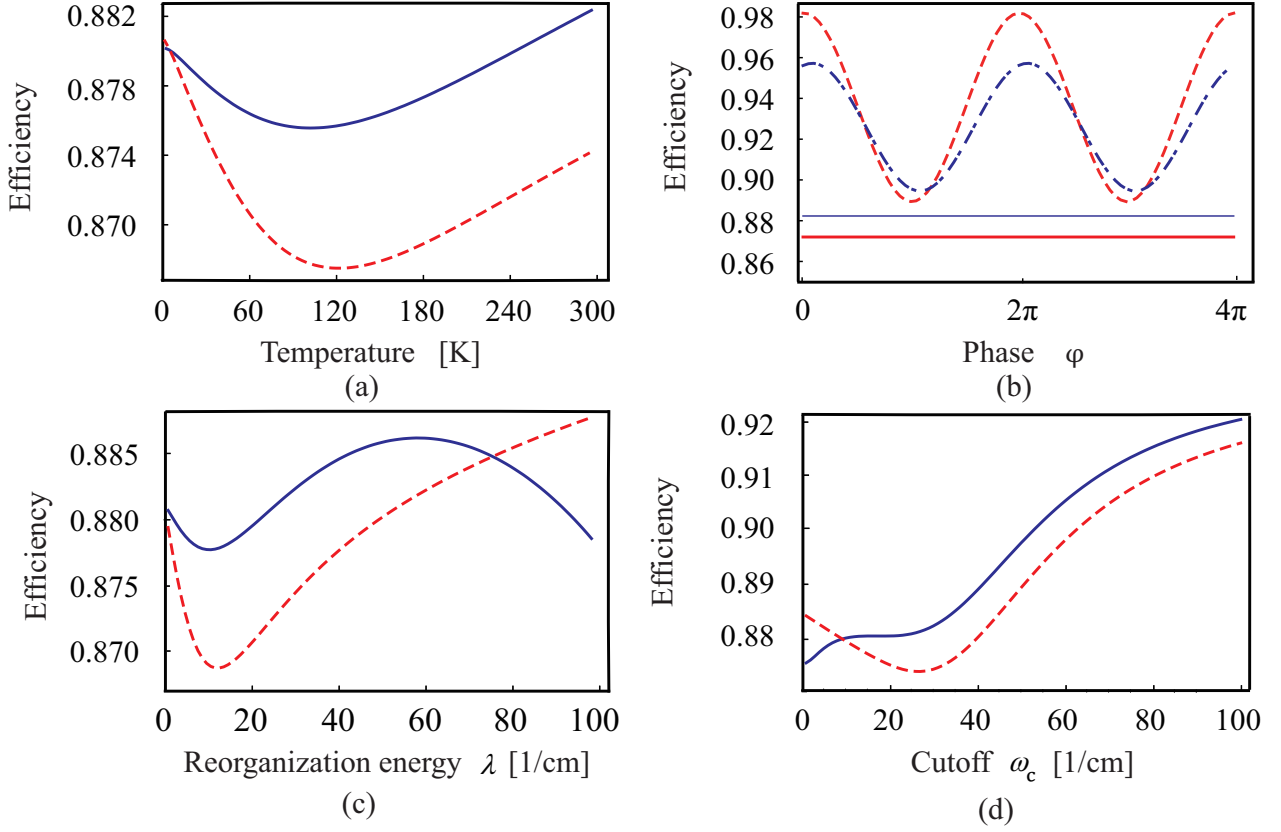 0.882
0.878
0.874
0.870
Efficiency
0 60 120 180 240 300
Temperature [K]
(a)
0.98
0.96
0.94
0.92
0.90
0.88
0.86
Efficiency
0 2π 4π
Phase φ
(b)
0.885
0.880
0.875
0.870
Efficiency
0 20 40 60 80 100
Reorganization energy λ [1/cm]
(c)
0.92
0.91
0.90
0.89
0.88
Efficiency
0 20 40 60 80 100
Cutoff ωc [1/cm]
(d)